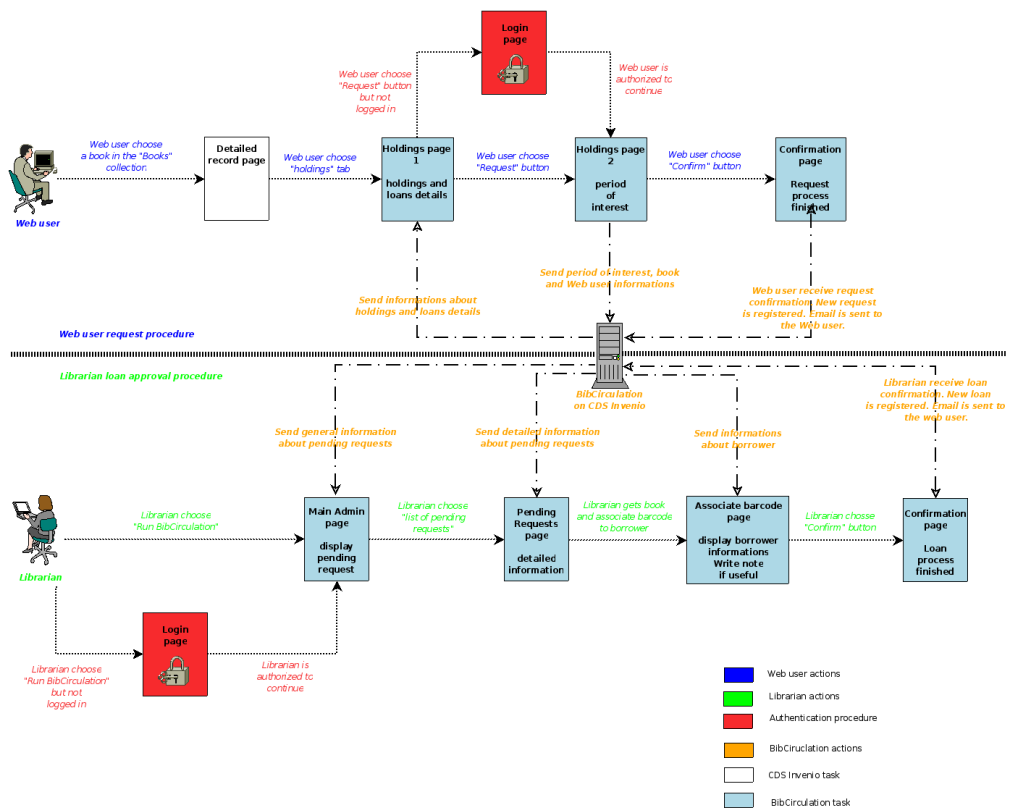 Login
page
Web user choose
"Request" button
but not
logged in
Web user is
authorized to
continue
Web user choose
a book in the "Books"
collection.
Detailed
record page
Web user choose
"holdings" tab
Holdings page
1
holdings and
loans details
Web user choose
"Request" button
Holdings page
2
period
of
interest
Web user choose
"Confirm" button
Confirmation
page
Request
process
finished
Web user
Send informations about
holdings and loans details
Send period of interest, book
and Web user informations
Web user receive request
confirmation. New request
is registered. Email is sent to
the Web user.
Web user request procedure
Librarian loan approval procedure
BibCirculation
on CDS Invenio
Librarian receive loan
confirmation. New loan
is registered. Email is sent to
the web user.
Send general information
about pending requests
Send detailed information
about pending requests
Send informations
about borrower
Librarian choose
"Run BibCirculation"
Main Admin
page
display
pending
request
Librarian choose
"list of pending
requests"
Pending
Requests
page
detailed
information
Librarian gets book
and associate barcode
to borrower
Associate barcode
page
display borrower
informations
Write note
if useful
Librarian choose
"Confirm" button
Confirmation
page
Loan
process
finished
Librarian
Login
page
Librarian choose
"Run BibCirculation"
but not
logged in
Librarian is
authorized to
continue
Web user actions
Librarian actions
Authentication procedure
BibCiruclation actions
CDS Invenio task
BibCirculation task